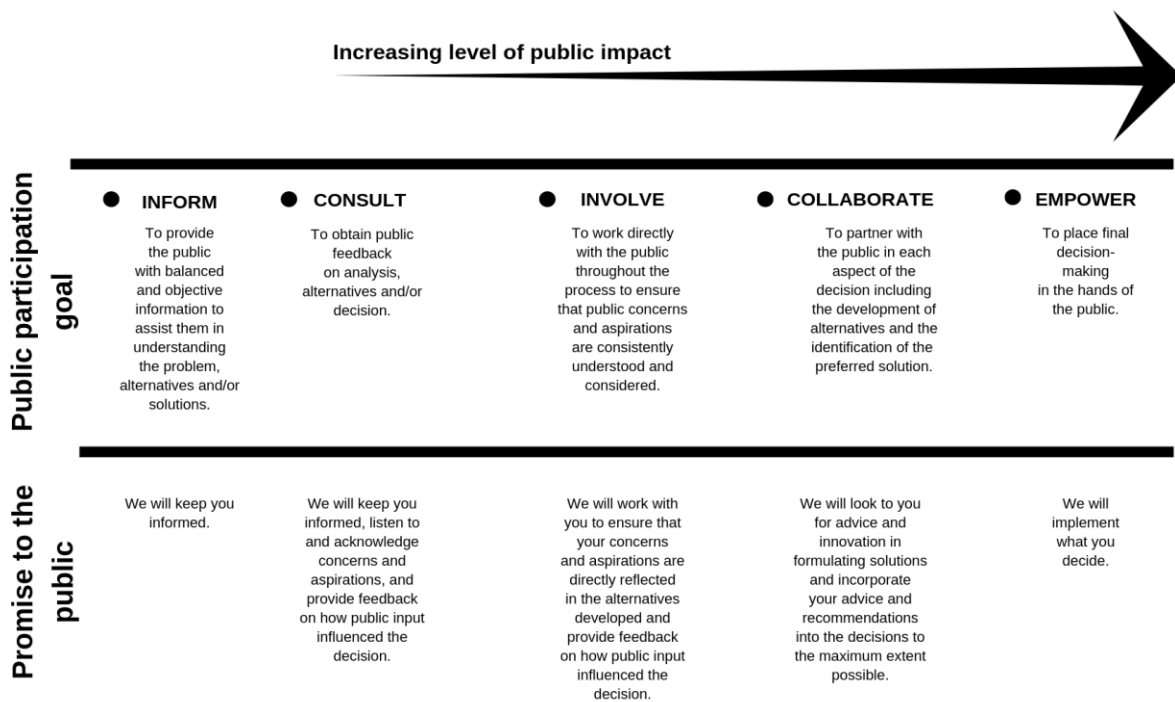 Increasing level of public impact
Public participation
goal
INFORM
To provide
the public
with balanced
and objective
information to
assist them in
understanding
the problem,
alternatives and/or
solutions.
CONSULT
To obtain public
feedback
on analysis,
alternatives and/or
decision.
INVOLVE
To work directly
with the public
throughout the
process to ensure
that public concerns
and aspirations
are consistently
understood and
considered.
COLLABORATE
To partner with
the public in each
aspect of the
decision including
the development of
alternatives and the
identification of the
preferred solution.
EMPOWER
To place final
decision-
making
in the hands of
the public.
Promise to the
public
We will keep you
informed.
We will keep you
informed, listen to
and acknowledge
concerns and
aspirations, and
provide feedback
on how public input
influenced the
decision.
We will work with
you to ensure that
your concerns
and aspirations are
directly reflected
in the alternatives
developed and
provide feedback
on how public input
influenced the
decision.
We will look to you
for advice and
innovation in
formulating solutions
and incorporate
your advice and
recommendations
into the decisions to
the maximum extent
possible.
We will
implement
what you
decide.